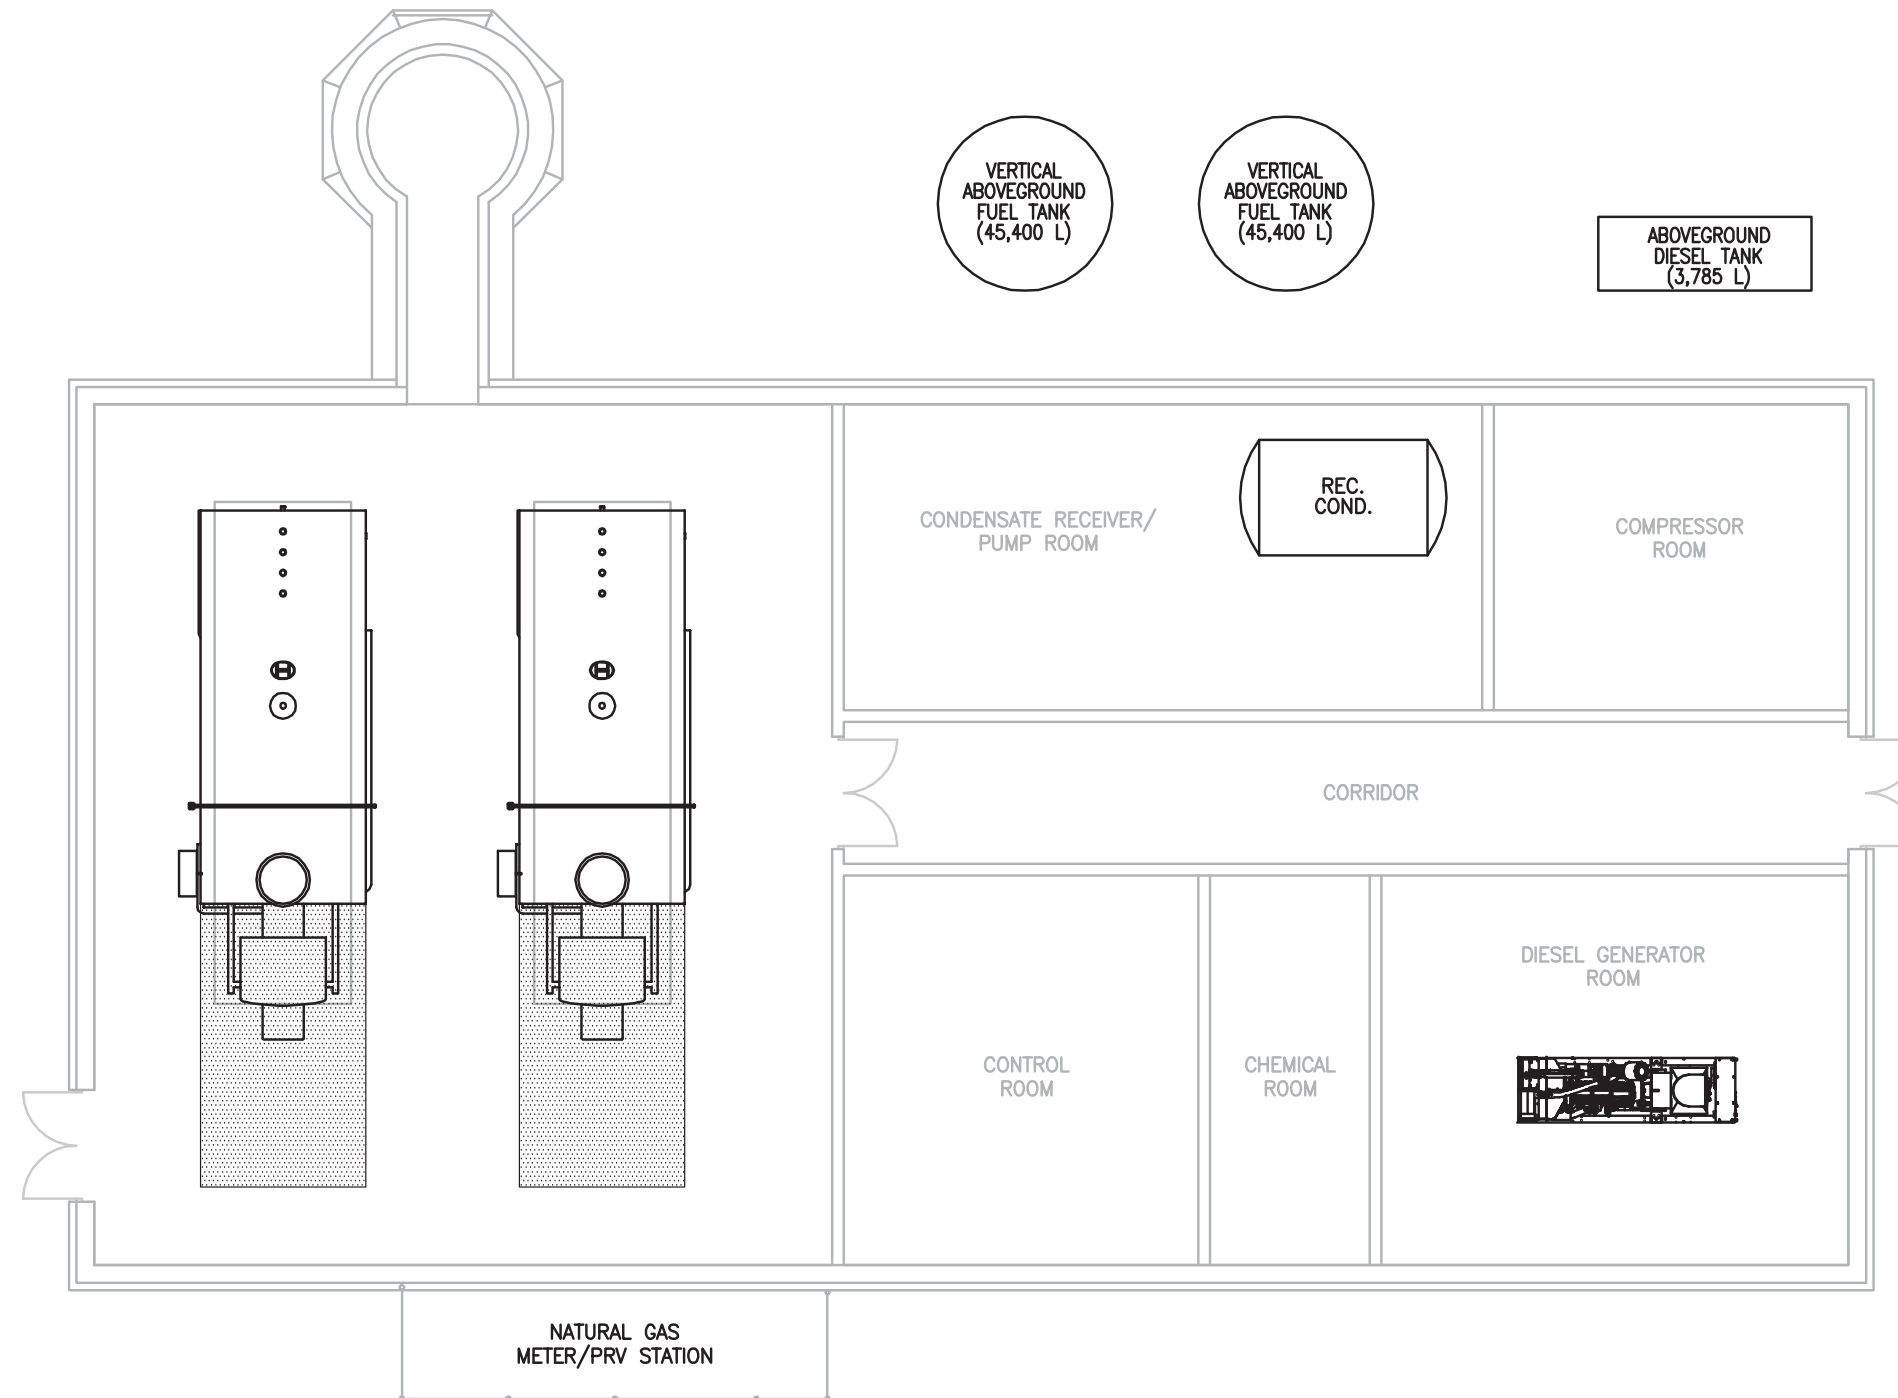 VERTICAL
ABOVEGROUND
FUEL TANK
(45,400 L)
VERTICAL
ABOVEGROUND
FUEL TANK
(45,400 L)
ABOVEGROUND
DIESEL TANK
(3,785 L)
CONDENSATE RECEIVER/
PUMP ROOM
REC.
COND.
COMPRESSOR
ROOM
CORRIDOR
DIESEL GENERATOR
ROOM
CONTROL
ROOM
CHEMICAL
ROOM
NATURAL GAS
METER/PRV STATION